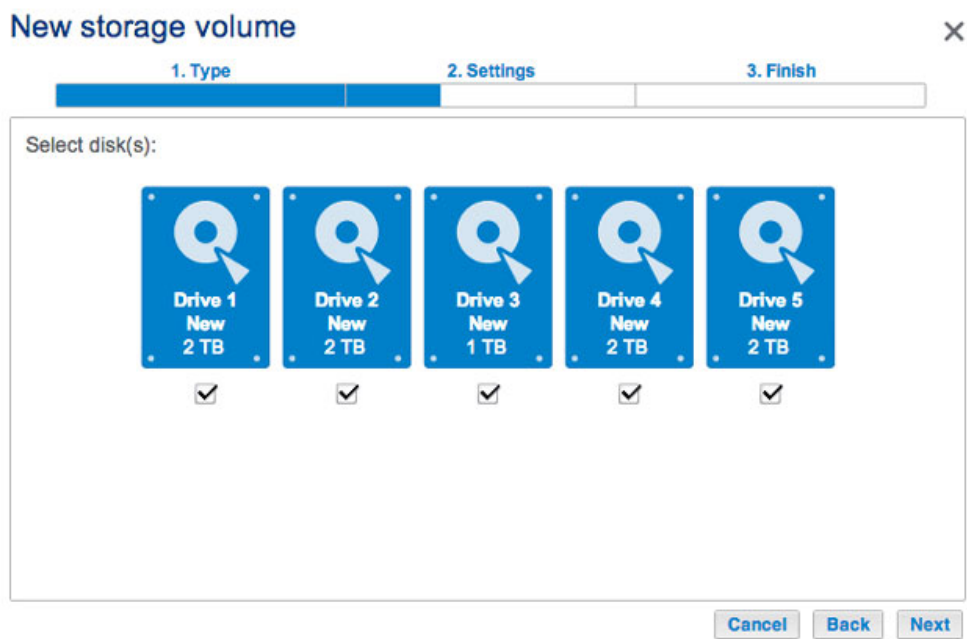 New storage volume
1. Type 2. Settings 3. Finish
Select disk(s):
Drive 1 Drive 2 Drive 3 Drive 4 Drive 5
New New New New New
2 TB 2 TB 1 TB 2 TB 2 TB
Cancel Back Next